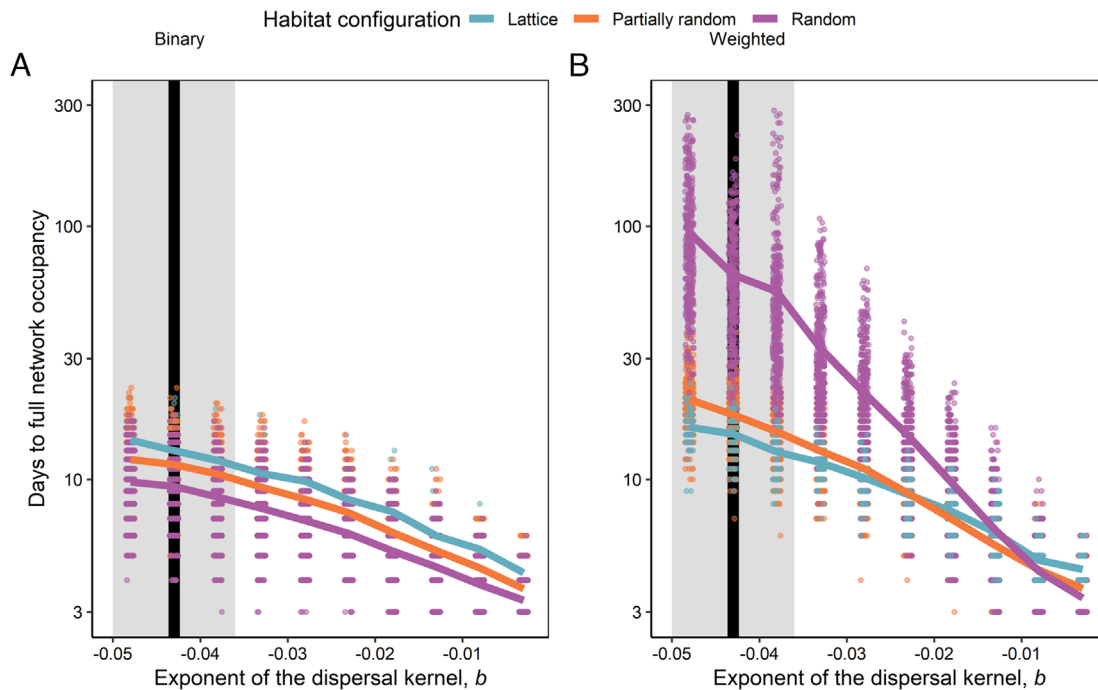 Habitat configuration Lattice Partially random Random
Binary Weighted
A B
300 300
100 100
30 30
10 10
3 3
Days to full network occupancy
-0.05 -0.04 -0.03 -0.02 -0.01 -0.05 -0.04 -0.03 -0.02 -0.01
Exponent of the dispersal kernel, b Exponent of the dispersal kernel, b